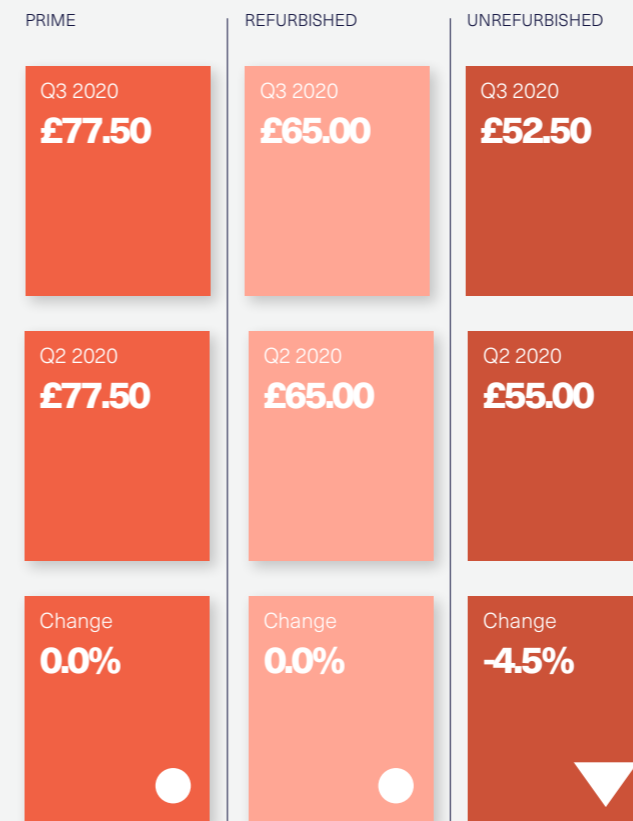 PRIME
REFURBISHED
UNREFURBISHED
Q3 2020
£77.50
Q3 2020
£65.00
Q3 2020
£52.50
Q2 2020
£77.50
Q2 2020
£65.00
Q2 2020
£55.00
Change
0.0%
Change
0.0%
Change
-4.5%